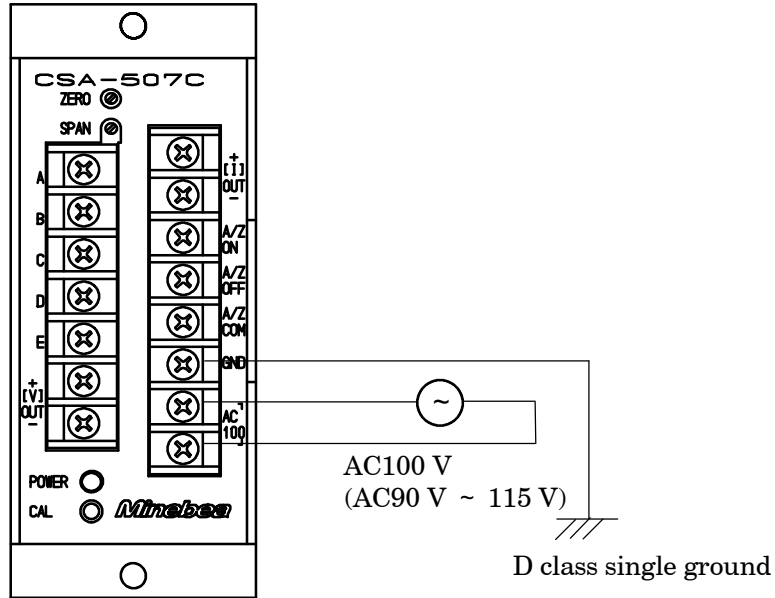 CSA-507C
ZERO
SPAN
A
B
C
D
E
+
[V]
OUT
-
+
[I]
OUT
-
A/Z
ON
A/Z
OFF
A/Z
COM
GND
AC
100
POWER
CAL
Minebea
~
AC100 V
(AC90 V ~ 115 V)
D class single ground